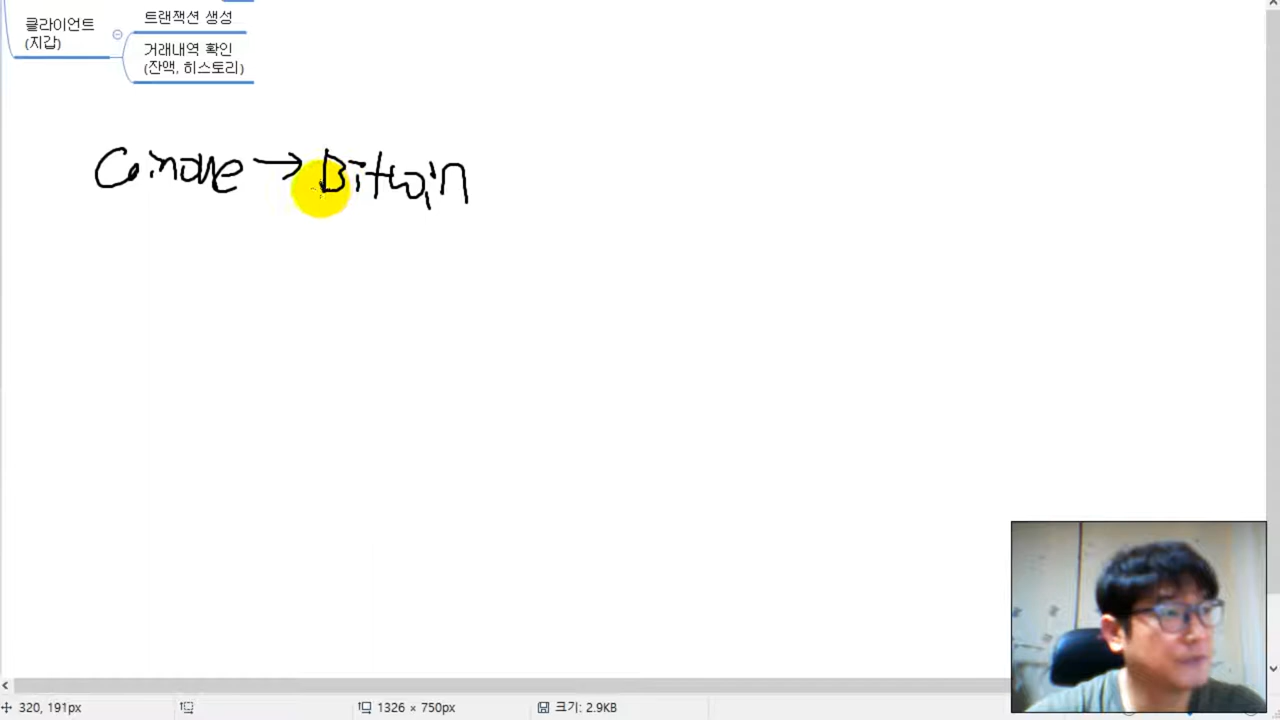 클라이언트
(지갑)
트랜잭션 생성
거래내역 확인
(잔액, 히스토리)
→ Bitcoin
320, 191px
1326 × 750px
크기: 2.9KB